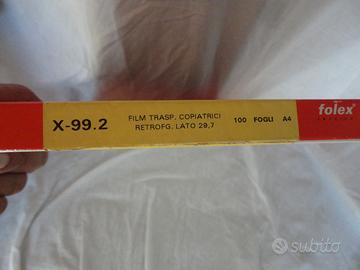 X-99.2
FILM TRASP. COPIATRICI
RETROFG. LATO 29,7
100 FOGLI A4
folex
subito